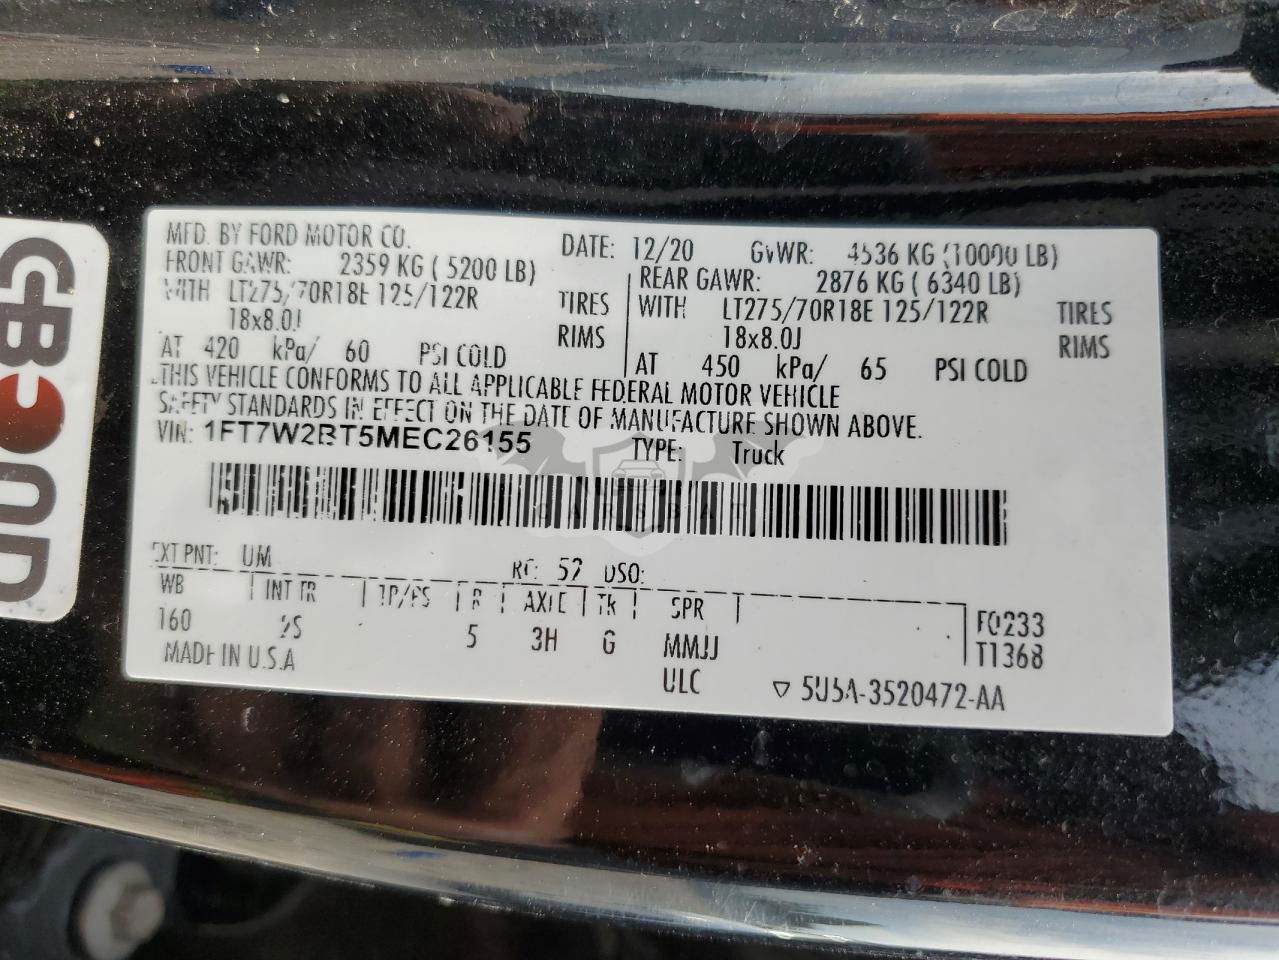 MFD. BY FORD MOTOR CO.
DATE: 12/20 GVWR: 4536 KG (10000 LB)
FRONT GAWR: 2359 KG ( 5200 LB)
REAR GAWR: 2876 KG ( 6340 LB)
WITH LT275/70R18E 125/122R TIRES
WITH LT275/70R18E 125/122R TIRES
18x8.0J RIMS
18x8.0J RIMS
AT 420 kPa/ 60 PSI COLD
AT 450 kPa/ 65 PSI COLD
THIS VEHICLE CONFORMS TO ALL APPLICABLE FEDERAL MOTOR VEHICLE
SAFETY STANDARDS IN EFFECT ON THE DATE OF MANUFACTURE SHOWN ABOVE.
VIN: 1FT7W2BT5MEC26155 TYPE: Truck
CARSBAT
EXT PNT: UM RC: 52 DSO:
WB INT TR TP/PS R AXLE TR SPR
160 5 3H G MMJJ
F0233
T1368
MADE IN U.S.A
ULC
▽ 5U5A-3520472-AA